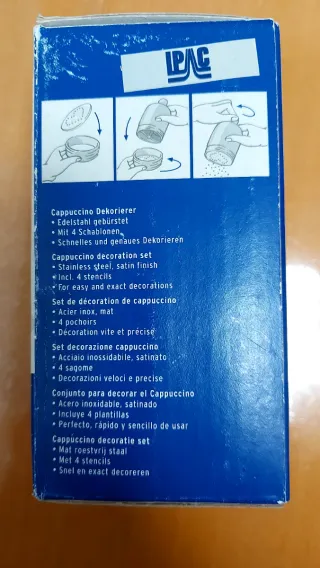 IPAC
Cappuccino Dekorierer
• Edelstahl gebürstet
• Mit 4 Schablonen
• Schnelles und genaues Dekorieren
Cappuccino decoration set
• Stainless steel, satin finish
• Incl. 4 stencils
• For easy and exact decorations
Set de décoration de cappuccino
• Acier inox, mat
• 4 pochoirs
• Décoration vite et précise
Set decorazione cappuccino
• Acciaio inossidabile, satinato
• 4 sagome
• Decorazioni veloci e precise
Conjunto para decorar el Cappuccino
• Acero inoxidable, satinado
• Incluye 4 plantillas
• Perfecto, rápido y sencillo de usar
Cappuccino decoratie set
• Mat roestvrij staal
• Met 4 stencils
• Snel en exact decoreren